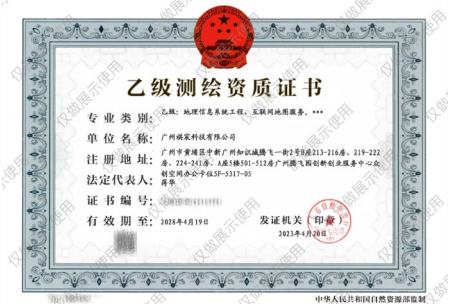 乙级测绘资质证书
专业类别： 乙级：地理信息系统工程、互联网地图服务。***
单位名称： 广州祺宸科技有限公司
注册地址： 广州市黄埔区中新广州知识城腾飞一街2号B座213-216房、219-222
房、224-241房、A座5楼501-512房广州腾飞园创新创业服务中心众
创空间办公卡位5F-5317-05
法定代表人： 蒋华
证书编号：
有效期至： 2028年4月19日
发证机关（印章）
2023年4月20日
中华人民共和国自然资源部监制
仅做展示使用